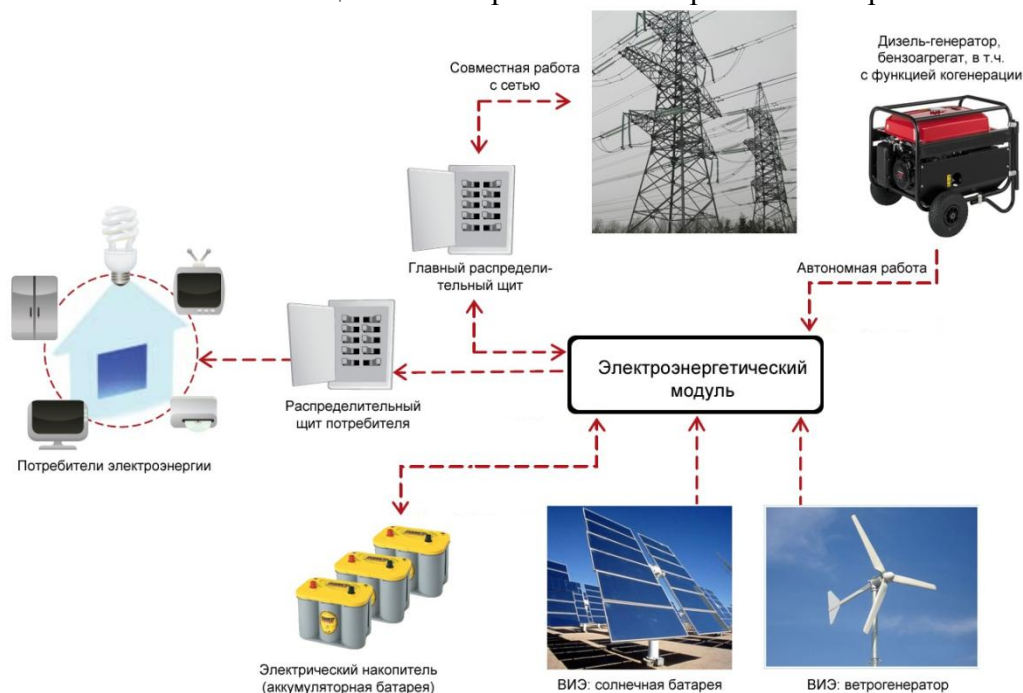 Дизель-генератор,
бензоагрегат, в т.ч.
с функцией когенерации
Совместная работа
с сетью
Главный распредели-
тельный щит
Автономная работа
Электроэнергетический
модуль
Распределительный
щит потребителя
Потребители электроэнергии
Электрический накопитель
(аккумуляторная батарея)
ВИЭ: солнечная батарея
ВИЭ: ветрогенератор